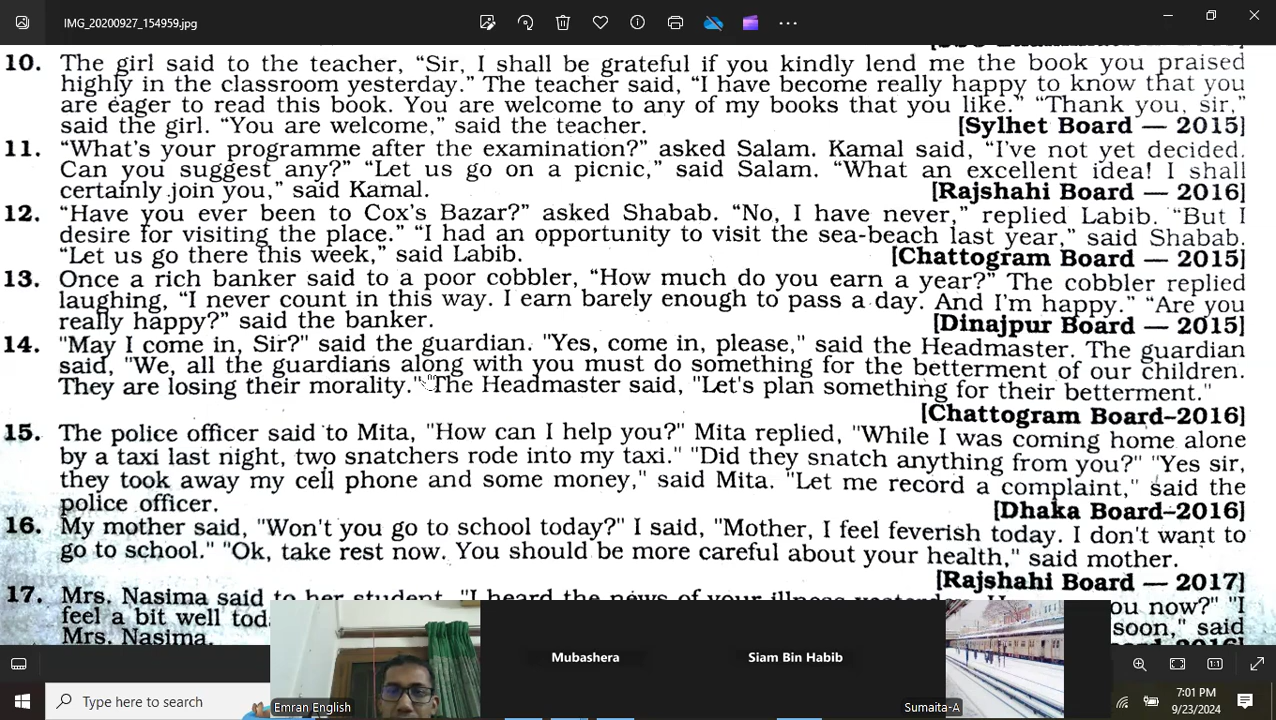 IMG_20200927_154959.jpg
10. The girl said to the teacher, “Sir, I shall be grateful if you kindly lend me the book you praised
highly in the classroom yesterday.” The teacher said, “I have become really happy to know that you
are eager to read this book. You are welcome to any of my books that you like.” “Thank you, sir,”
said the girl. “You are welcome,” said the teacher. [Sylhet Board — 2015]
11. “What’s your programme after the examination?” asked Salam. Kamal said, “I’ve not yet decided.
Can you suggest any?” “Let us go on a picnic,” said Salam. “What an excellent idea! I shall
certainly join you,” said Kamal. [Rajshahi Board — 2016]
12. “Have you ever been to Cox’s Bazar?” asked Shabab. “No, I have never,” replied Labib. “But I
desire for visiting the place.” “I had an opportunity to visit the sea-beach last year,” said Shabab.
“Let us go there this week,” said Labib. [Chattogram Board — 2015]
13. Once a rich banker said to a poor cobbler, “How much do you earn a year?” The cobbler replied
laughing, “I never count in this way. I earn barely enough to pass a day. And I’m happy.” “Are you
really happy?” said the banker. [Dinajpur Board — 2015]
14. "May I come in, Sir?" said the guardian. "Yes, come in, please," said the Headmaster. The guardian
said, "We, all the guardians along with you must do something for the betterment of our children.
They are losing their morality." The Headmaster said, "Let's plan something for their betterment."
[Chattogram Board–2016]
15. The police officer said to Mita, "How can I help you?" Mita replied, "While I was coming home alone
by a taxi last night, two snatchers rode into my taxi." "Did they snatch anything from you?" "Yes sir,
they took away my cell phone and some money," said Mita. "Let me record a complaint," said the
police officer. [Dhaka Board–2016]
16. My mother said, "Won't you go to school today?" I said, "Mother, I feel feverish today. I don't want to
go to school." "Ok, take rest now. You should be more careful about your health," said mother.
[Rajshahi Board — 2017]
17. Mrs. Nasima said to her student, "I heard the news of your illness yesterday. you now?" "I
feel a bit well soon," said
Mrs. Nasima.
Emran English
Mubashera
Siam Bin Habib
Sumaita-A
Type here to search
7:01 PM
9/23/2024